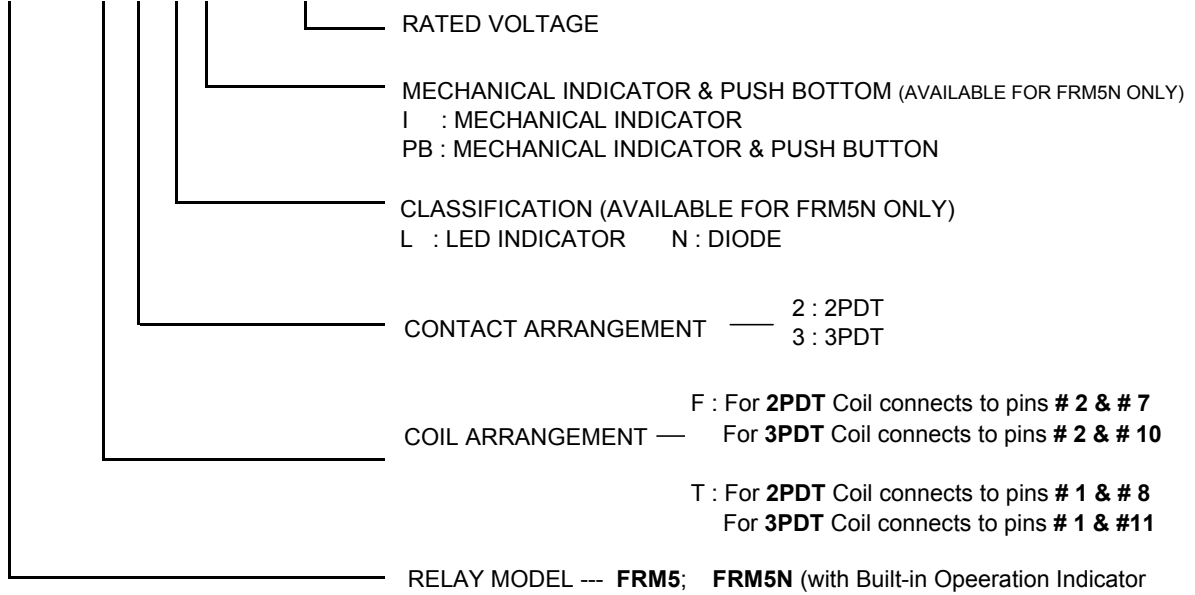 RATED VOLTAGE
MECHANICAL INDICATOR & PUSH BOTTOM (AVAILABLE FOR FRM5N ONLY)
I : MECHANICAL INDICATOR
PB : MECHANICAL INDICATOR & PUSH BUTTON
CLASSIFICATION (AVAILABLE FOR FRM5N ONLY)
L : LED INDICATOR N : DIODE
CONTACT ARRANGEMENT
2 : 2PDT
3 : 3PDT
COIL ARRANGEMENT
F : For 2PDT Coil connects to pins # 2 & # 7
For 3PDT Coil connects to pins # 2 & # 10
T : For 2PDT Coil connects to pins # 1 & # 8
For 3PDT Coil connects to pins # 1 & #11
RELAY MODEL --- FRM5; FRM5N (with Built-in Opeeration Indicator